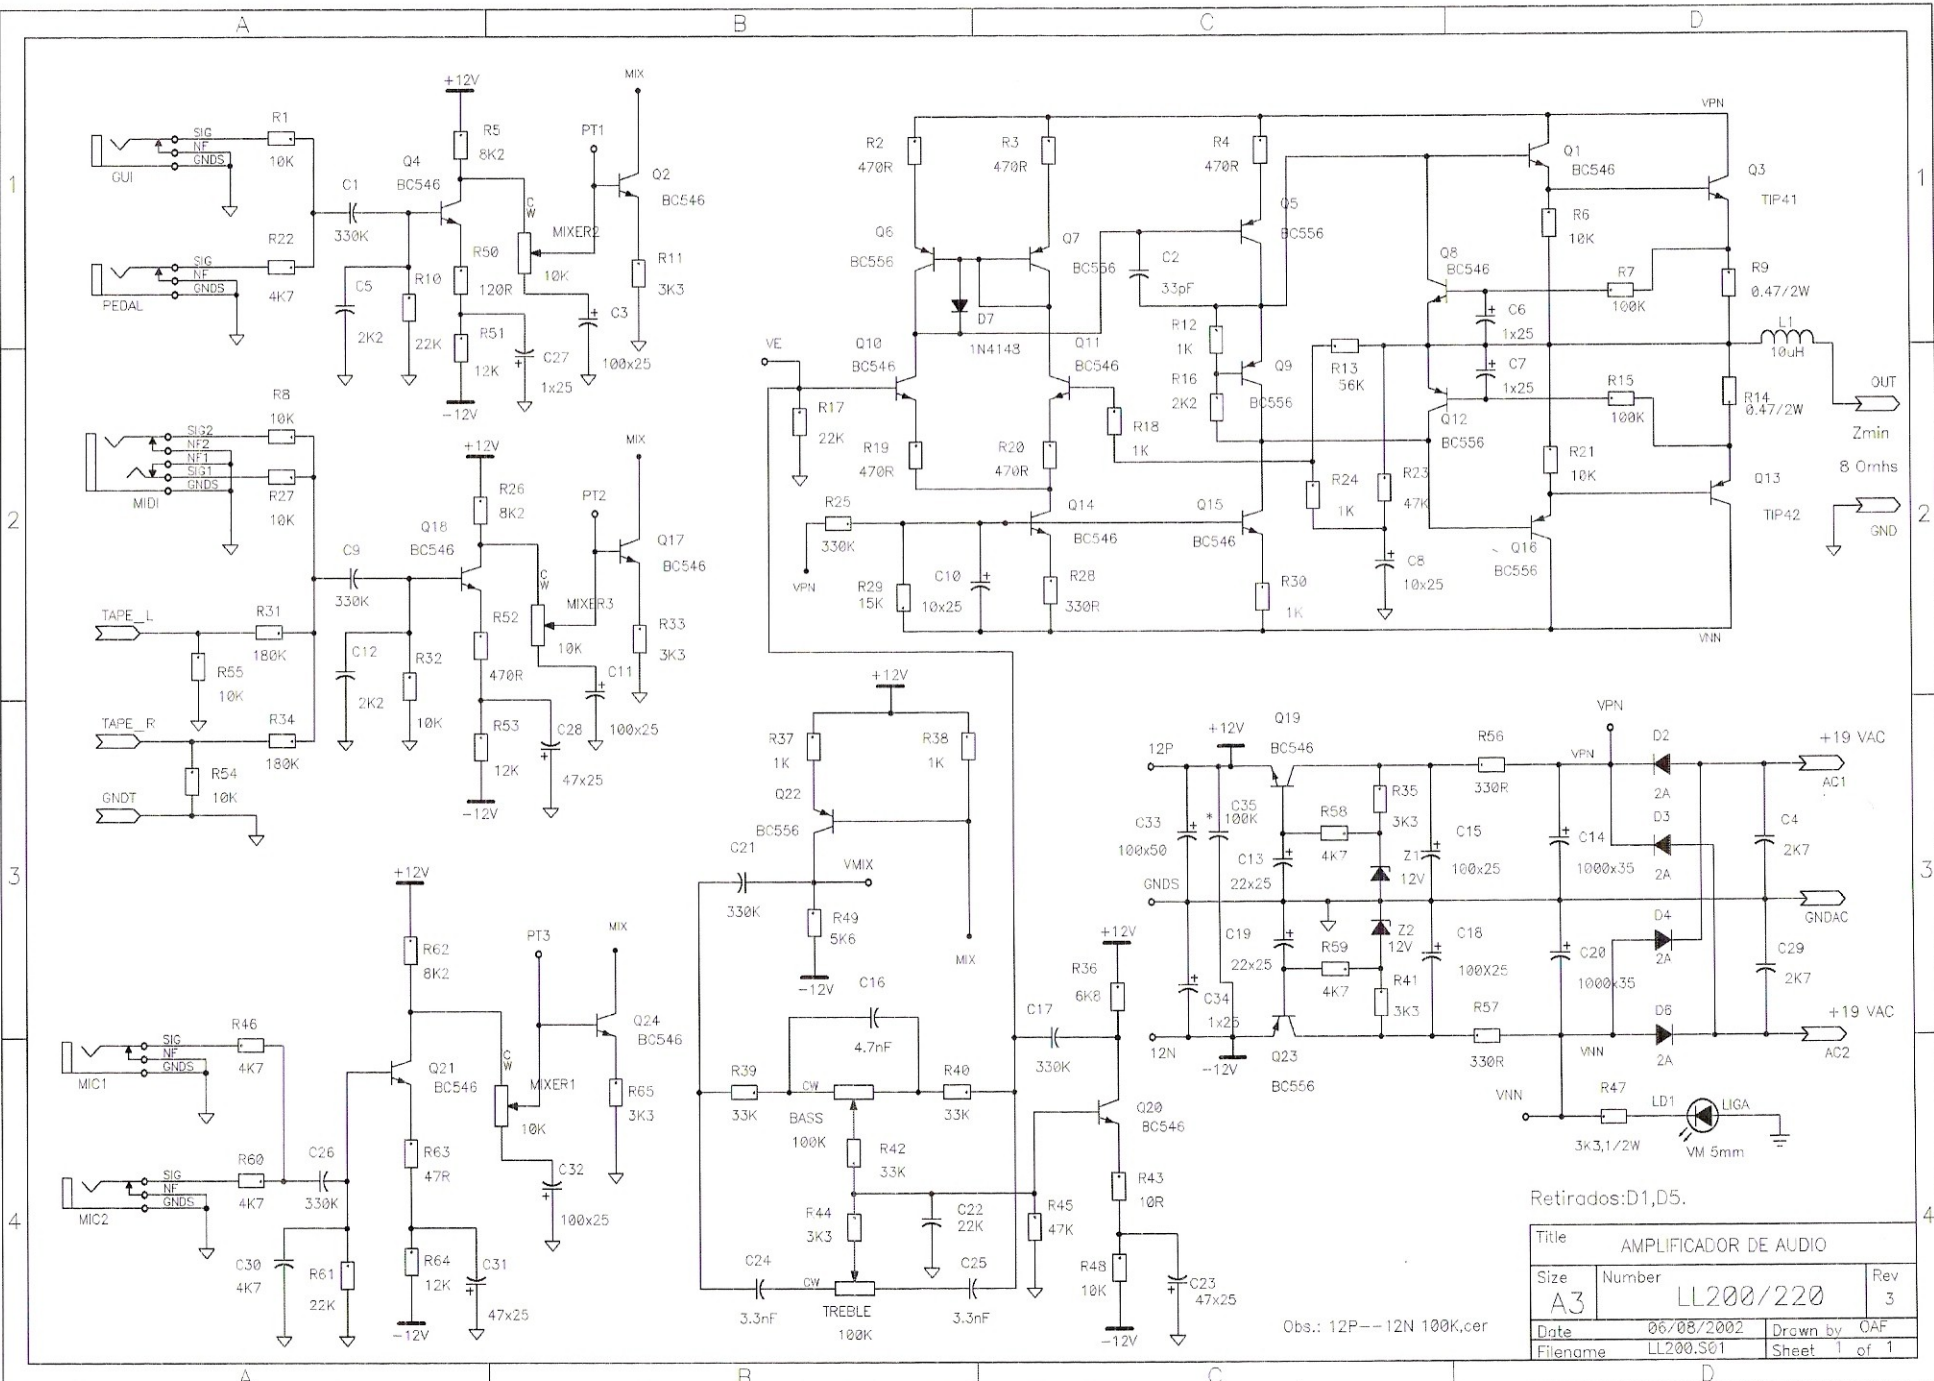 A
B
C
D
1
2
3
4
1
2
3
4
A
B
C
D
SIG
NF
GNDS
GUI
R1
10K
SIG
NF
GNDS
PEDAL
R22
4K7
C1
330K
C5
2K2
R10
22K
+12V
R5
8K2
Q4
BC546
R50
120R
R51
12K
-12V
C27
1x25
CW
MIXER2
10K
PT1
C3
100x25
MIX
Q2
BC546
R11
3K3
SIG2
NF2
NF1
SIG1
GNDS
MIDI
R8
10K
R27
10K
TAPE_L
R31
180K
R55
10K
TAPE_R
R34
180K
R54
10K
GNDT
C9
330K
C12
2K2
R32
10K
+12V
R26
8K2
Q18
BC546
R52
470R
R53
12K
-12V
C28
47x25
CW
MIXER3
10K
PT2
C11
100x25
MIX
Q17
BC546
R33
3K3
SIG
NF
GNDS
MIC1
R46
4K7
SIG
NF
GNDS
MIC2
R60
4K7
C26
330K
C30
4K7
R61
22K
+12V
R62
8K2
Q21
BC546
R63
47R
R64
12K
-12V
C31
47x25
CW
MIXER1
10K
PT3
C32
100x25
MIX
Q24
BC546
R65
3K3
VPN
R2
470R
R3
470R
R4
470R
Q6
BC556
Q7
BC556
D7
1N4148
C2
33pF
Q5
BC556
R12
1K
R16
2K2
Q9
BC556
VE
Q10
BC546
Q11
BC546
R17
22K
R19
470R
R20
470R
R18
1K
R25
330K
VPN
R29
15K
C10
10x25
Q14
BC546
R28
330R
Q15
BC546
R30
1K
R13
56K
R24
1K
R23
47K
C8
10x25
Q1
BC546
R6
10K
Q3
TIP41
Q8
BC546
R7
100K
R9
0.47/2W
C6
1x25
C7
1x25
L1
10uH
Q12
BC556
R15
100K
R14
0.47/2W
R21
10K
Q13
TIP42
Q16
BC556
VNN
OUT
Zmin
8 Omhs
GND
+12V
R37
1K
R38
1K
Q22
BC556
C21
330K
VMIX
R49
5K6
-12V
MIX
C16
4.7nF
R39
33K
CW
BASS
100K
R40
33K
R42
33K
R44
3K3
C22
22K
R45
47K
C24
3.3nF
CW
TREBLE
100K
C25
3.3nF
C17
330K
+12V
R36
6K8
Q20
BC546
R43
10R
R48
10K
-12V
C23
47x25
12P
+12V
Q19
BC546
C33
100x50
C35
100K
*
C13
22x25
R58
4K7
R35
3K3
Z1
12V
C15
100x25
R56
330R
VPN
VPN
C14
1000x35
D2
2A
D3
2A
C4
2K7
+19 VAC
AC1
GNDS
GNDAC
C34
1x25
C19
22x25
R59
4K7
Z2
12V
R41
3K3
C18
100X25
R57
330R
C20
1000x35
D4
2A
D6
2A
C29
2K7
+19 VAC
AC2
12N
-12V
Q23
BC556
VNN
VNN
R47
3K3,1/2W
LD1
LIGA
VM 5mm
Retirados:D1,D5.
Obs.: 12P--12N 100K,cer
Title
AMPLIFICADOR DE AUDIO
Size
A3
Number
LL200/220
Rev
3
Date
06/08/2002
Drawn by OAF
Filename
LL200.S01
Sheet 1 of 1